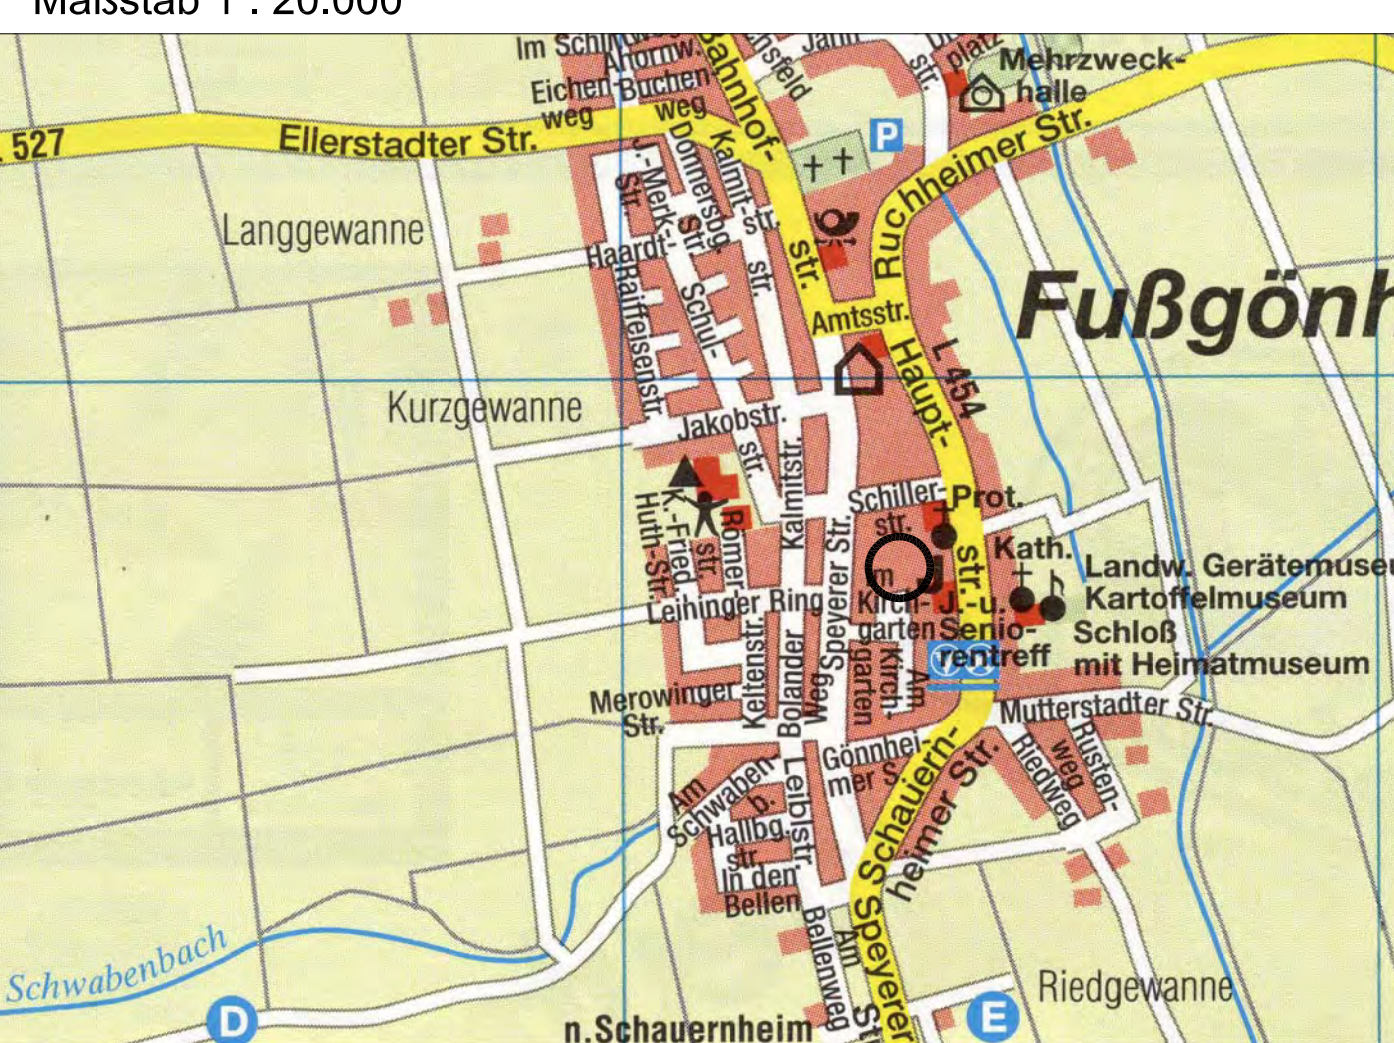 Maßstab 1 : 20.000
Im
Ahornw.
Eichen-Buchen-
weg
weg
Bahnhof-
str.
str.
platz
Mehrzweck-
halle
527
Ellerstadter Str.
P
Ruchheimer Str.
J.-Merk-
Str.
Donnersbg.
Str.
Kalmit-
str.
str.
Langgewanne
Haardt
Raiffeisenstr.
Schul-
str.
Amtsstr.
Fußgönh
Haupt-
str.
L 454
Kurzgewanne
Jakobstr.
Kalmitstr.
Schiller-
str.
Prot.
Huth-Str.
K.-Fried.
Römer-
str.
Kath.
Im
Kirch-
garten
J.-u.
Senio-
rentreff
Landw. Gerätemuseu
Kartoffelmuseum
Schloß
mit Heimatmuseum
Leihinger Ring
Speyerer Str.
Keltenstr.
Bolander
Weg
Am
Kirch-
garten
Merowinger
Str.
Mutterstadter Str.
Gönnhei-
mer S
Schauern-
heimer Str.
Riedweg
Rusten-
weg
Am
Schwaben
b.
Hallbg.
str.
Leiblstr.
In den
Bellen
Bellenweg
Am
Speyerer
Str
Schwabenbach
D
E
Riedgewanne
n.Schauernheim